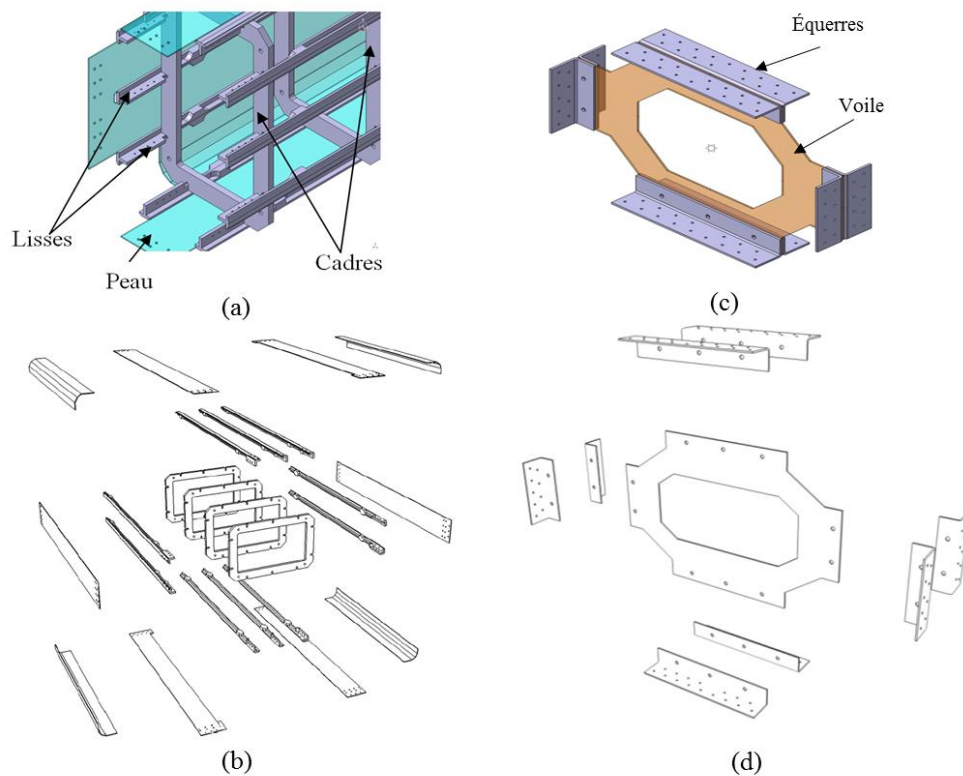 Équerres
Voile
Lisses
Peau
Cadres
(a)
(c)
(b)
(d)